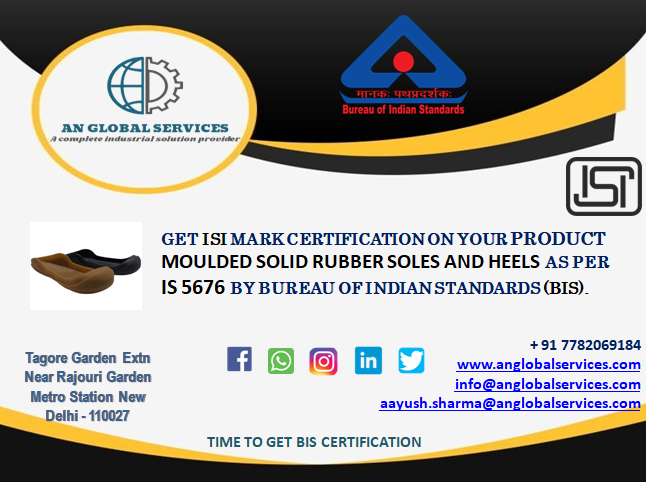 AN GLOBAL SERVICES
A complete industrial solution provider
मानकः पथप्रदर्शकः
Bureau of Indian Standards
ISI
GET ISI MARK CERTIFICATION ON YOUR PRODUCT
MOULDED SOLID RUBBER SOLES AND HEELS AS PER
IS 5676 BY BUREAU OF INDIAN STANDARDS (BIS).
Tagore Garden Extn
Near Rajouri Garden
Metro Station New
Delhi - 110027
+ 91 7782069184
www.anglobalservices.com
info@anglobalservices.com
aayush.sharma@anglobalservices.com
TIME TO GET BIS CERTIFICATION